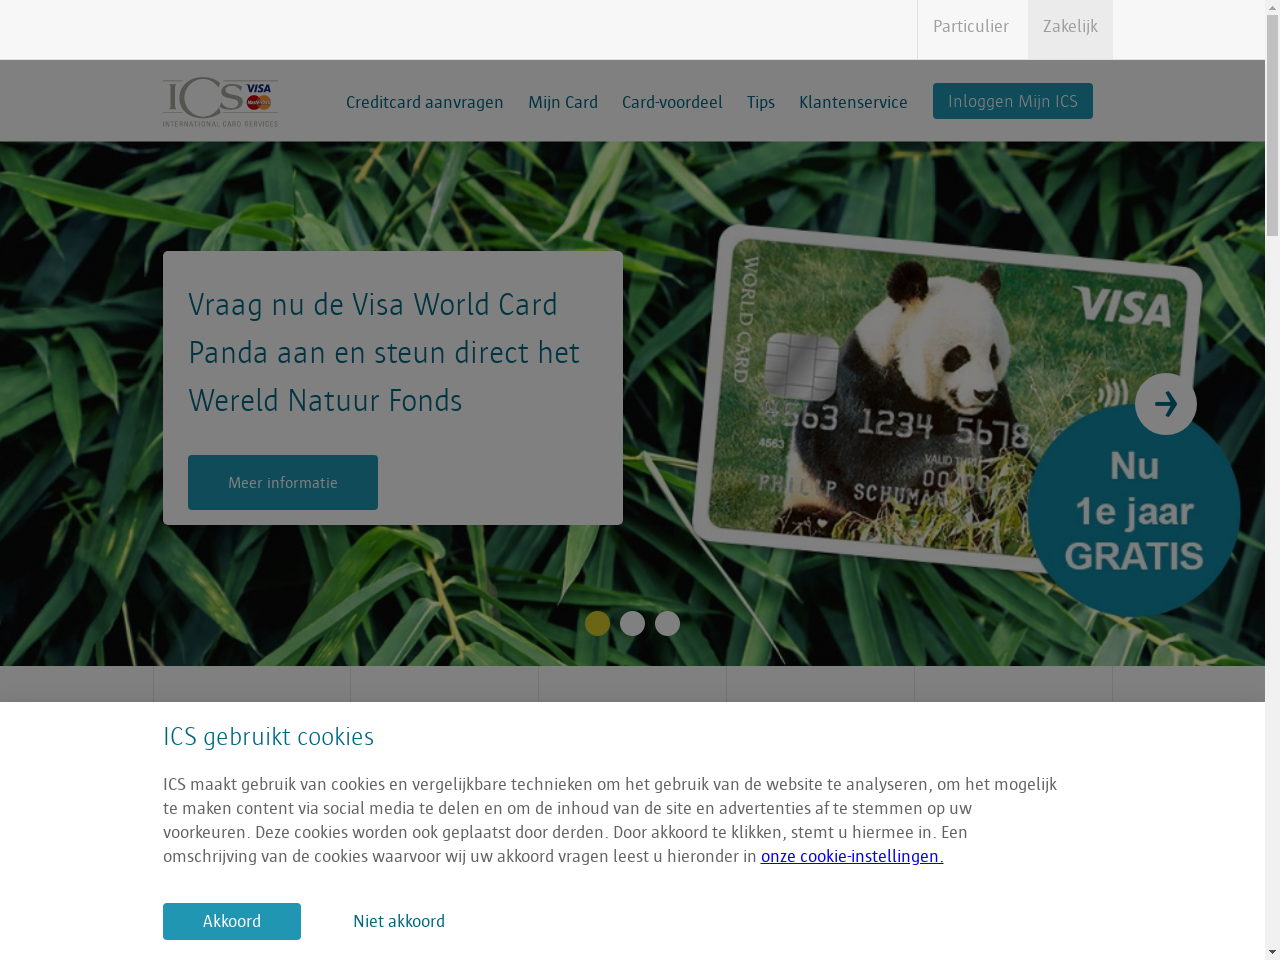 Particulier
Zakelijk
ICS
VISA
MasterCard
INTERNATIONAL CARD SERVICES
Creditcard aanvragen
Mijn Card
Card-voordeel
Tips
Klantenservice
Inloggen Mijn ICS
Vraag nu de Visa World Card
Panda aan en steun direct het
Wereld Natuur Fonds
Meer informatie
WORLD CARD
VISA
4563 1234 5678
4563
VALID THRU
00/00
PHILIP SCHUMAN
Nu
1e jaar
GRATIS
ICS gebruikt cookies
ICS maakt gebruik van cookies en vergelijkbare technieken om het gebruik van de website te analyseren, om het mogelijk
te maken content via social media te delen en om de inhoud van de site en advertenties af te stemmen op uw
voorkeuren. Deze cookies worden ook geplaatst door derden. Door akkoord te klikken, stemt u hiermee in. Een
omschrijving van de cookies waarvoor wij uw akkoord vragen leest u hieronder in onze cookie-instellingen.
Akkoord
Niet akkoord